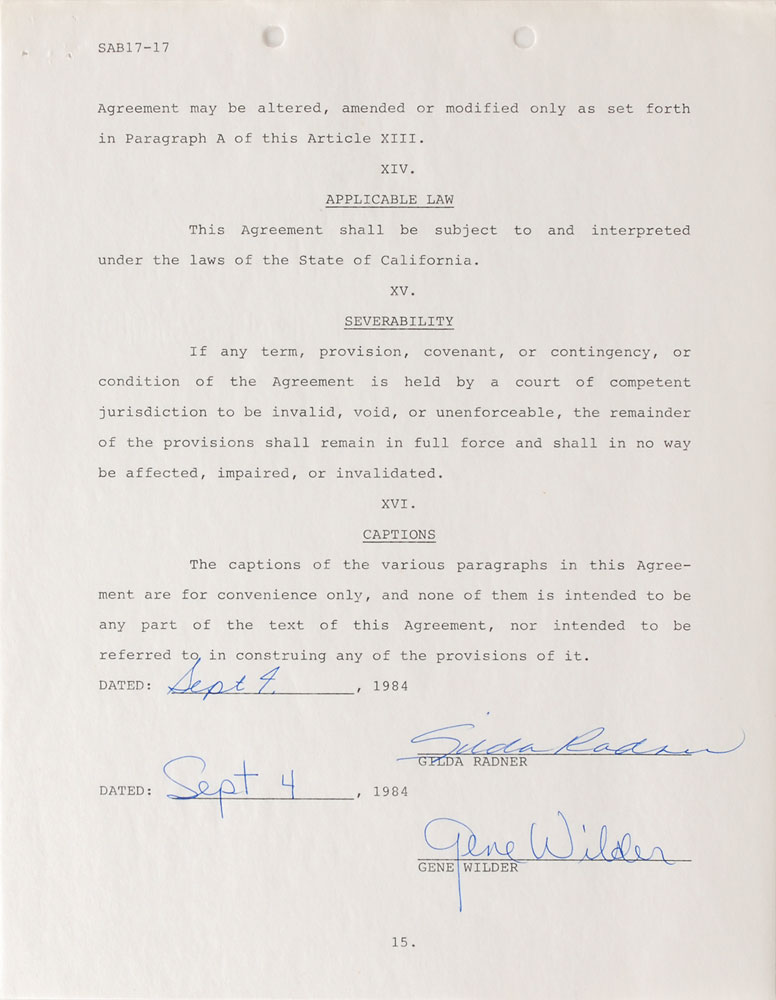 SAB17-17
Agreement may be altered, amended or modified only as set forth
in Paragraph A of this Article XIII.
XIV.
APPLICABLE LAW
This Agreement shall be subject to and interpreted
under the laws of the State of California.
XV.
SEVERABILITY
If any term, provision, covenant, or contingency, or
condition of the Agreement is held by a court of competent
jurisdiction to be invalid, void, or unenforceable, the remainder
of the provisions shall remain in full force and shall in no way
be affected, impaired, or invalidated.
XVI.
CAPTIONS
The captions of the various paragraphs in this Agree-
ment are for convenience only, and none of them is intended to be
any part of the text of this Agreement, nor intended to be
referred to in construing any of the provisions of it.
DATED: Sept 4, 1984
Gilda Radner
GILDA RADNER
DATED: Sept 4, 1984
Gene Wilder
GENE WILDER
15.